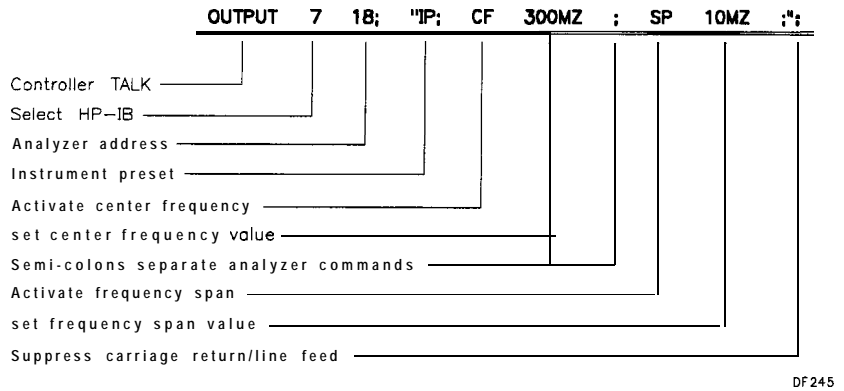 OUTPUT 7 18; "IP; CF 300MZ ; SP 10MZ ;";
Controller TALK
Select HP-IB
Analyzer address
Instrument preset
Activate center frequency
set center frequency value
Semi-colons separate analyzer commands
Activate frequency span
set frequency span value
Suppress carriage return/line feed
DF245